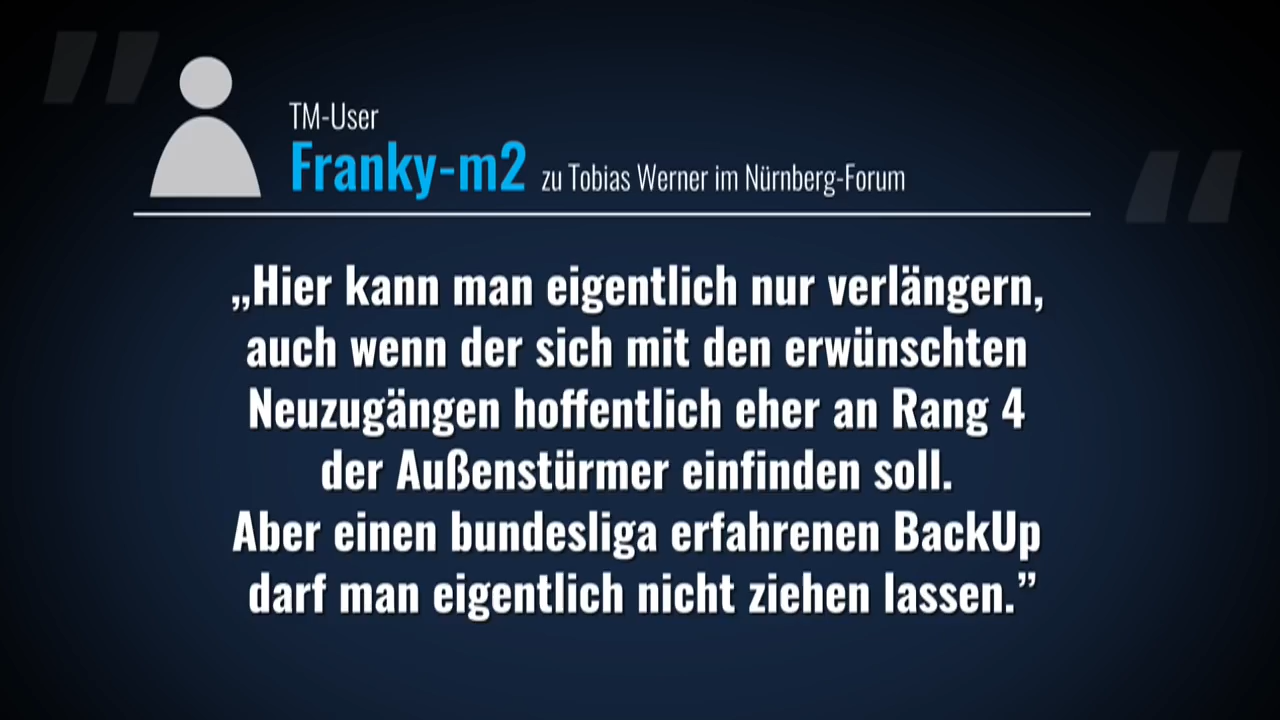 TM-User
Franky-m2 zu Tobias Werner im Nürnberg-Forum
„Hier kann man eigentlich nur verlängern,
auch wenn der sich mit den erwünschten
Neuzugängen hoffentlich eher an Rang 4
der Außenstürmer einfinden soll.
Aber einen bundesliga erfahrenen BackUp
darf man eigentlich nicht ziehen lassen.”